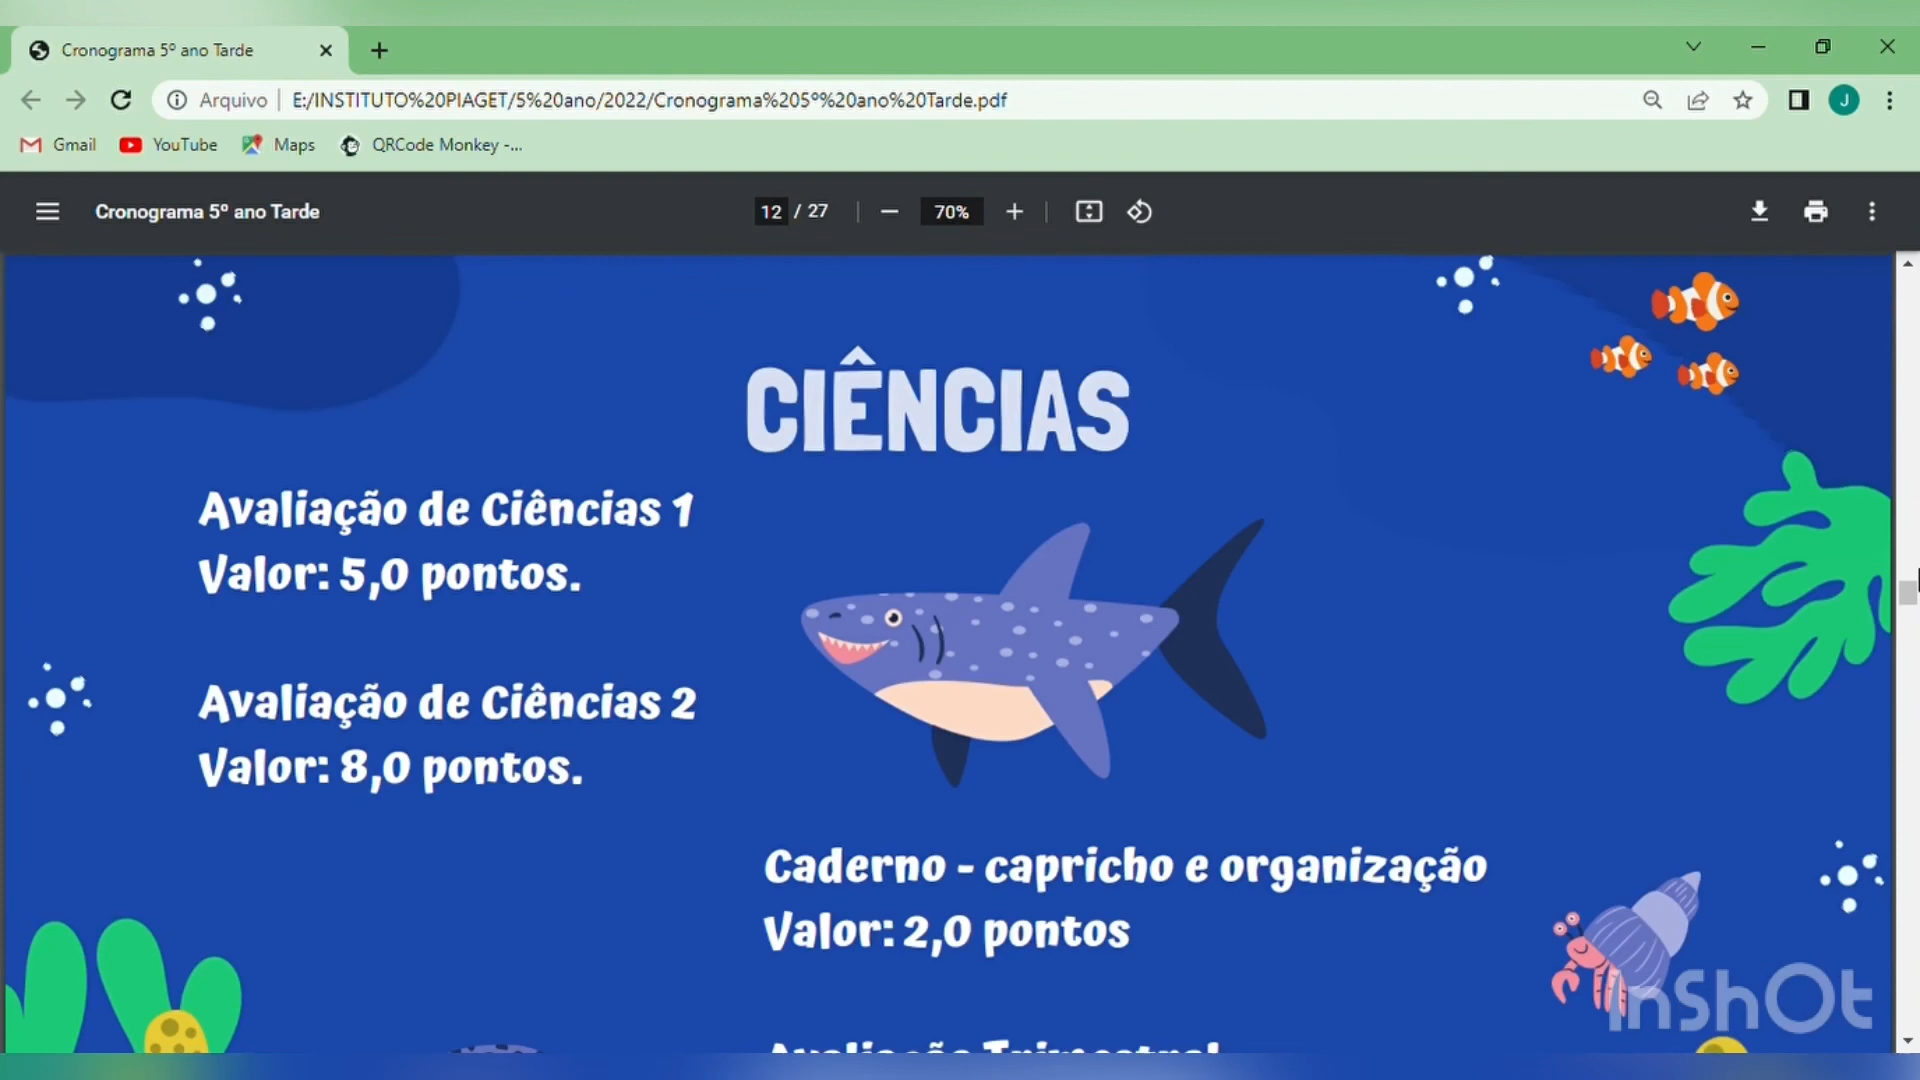 Cronograma 5º ano Tarde
Arquivo | E:/INSTITUTO%20PIAGET/5%20ano/2022/Cronograma%205º%20ano%20Tarde.pdf
J
Gmail YouTube Maps QRCode Monkey -...
Cronograma 5º ano Tarde 12 / 27 70%
CIÊNCIAS
Avaliação de Ciências 1
Valor: 5,0 pontos.
Avaliação de Ciências 2
Valor: 8,0 pontos.
Caderno - capricho e organização
Valor: 2,0 pontos
Avaliação Trimestral
InShOt